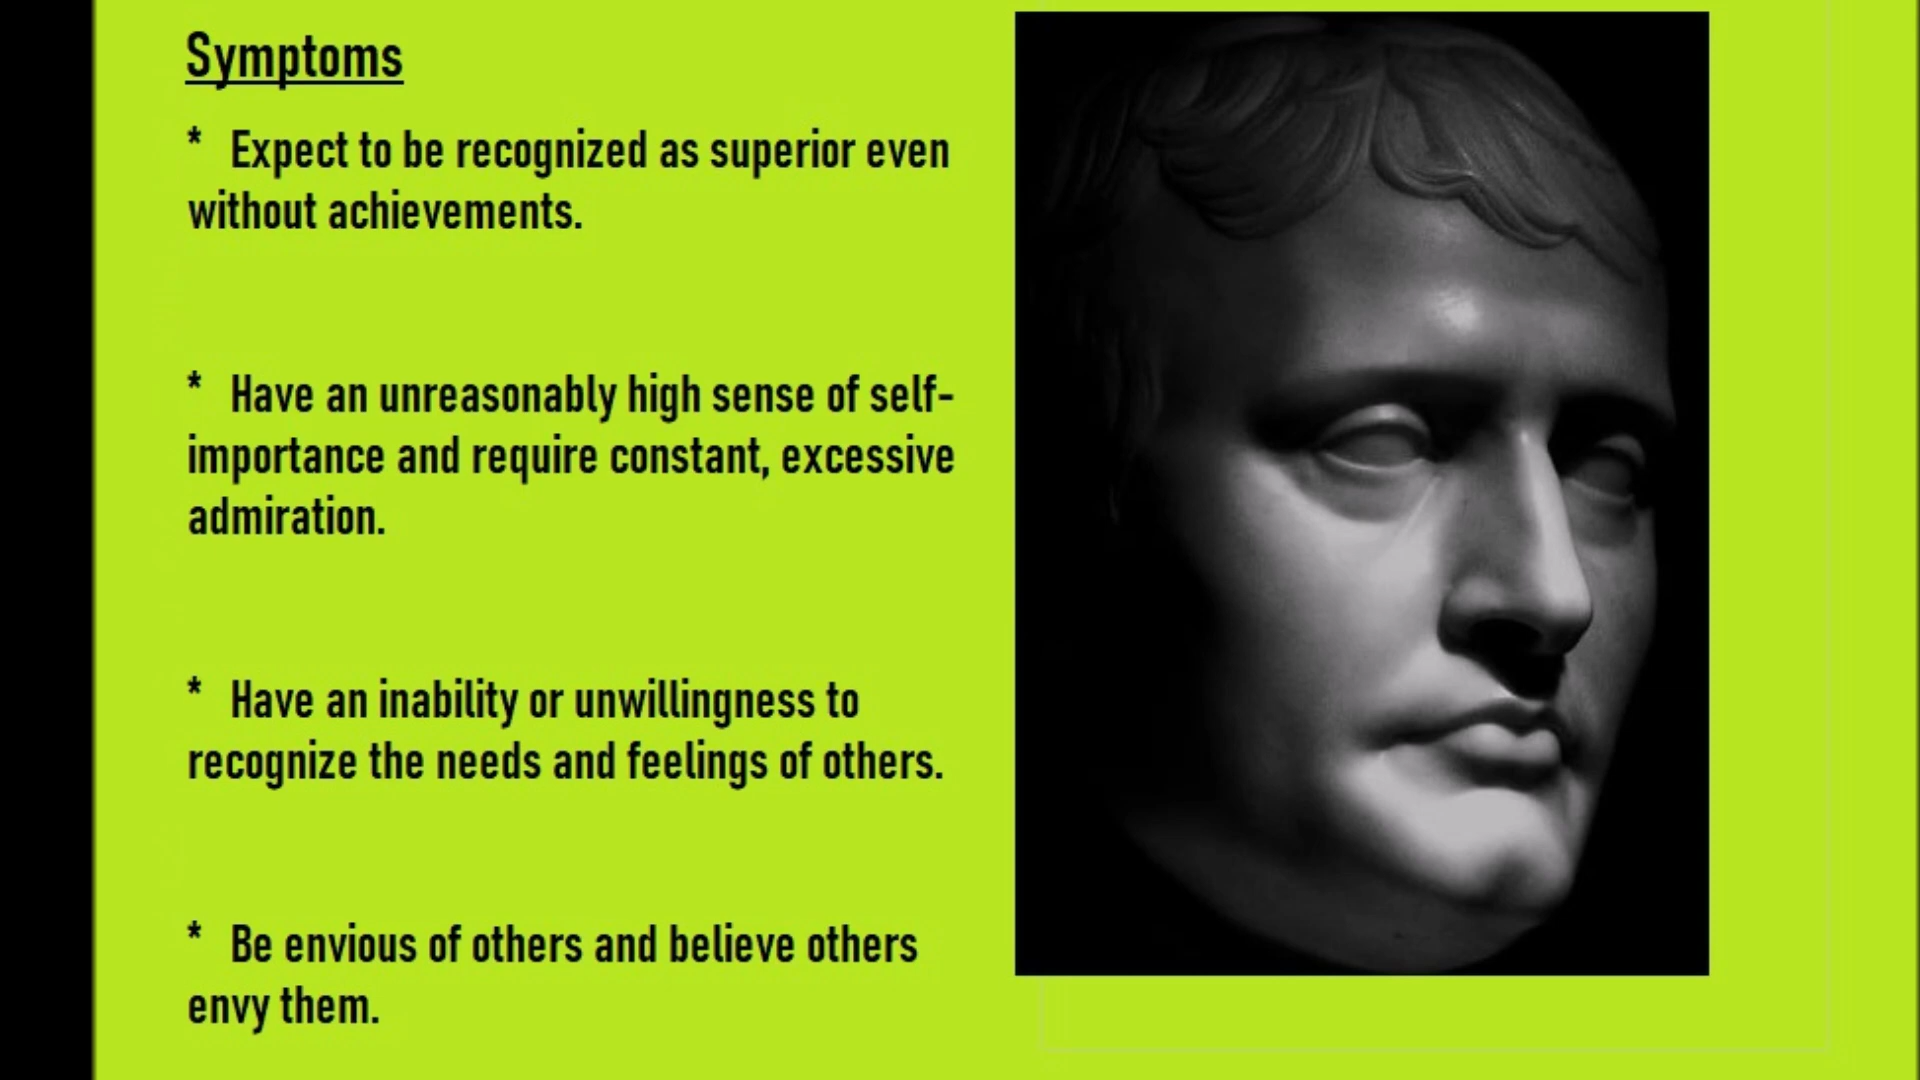 Symptoms
* Expect to be recognized as superior even
without achievements.
* Have an unreasonably high sense of self-
importance and require constant, excessive
admiration.
* Have an inability or unwillingness to
recognize the needs and feelings of others.
* Be envious of others and believe others
envy them.